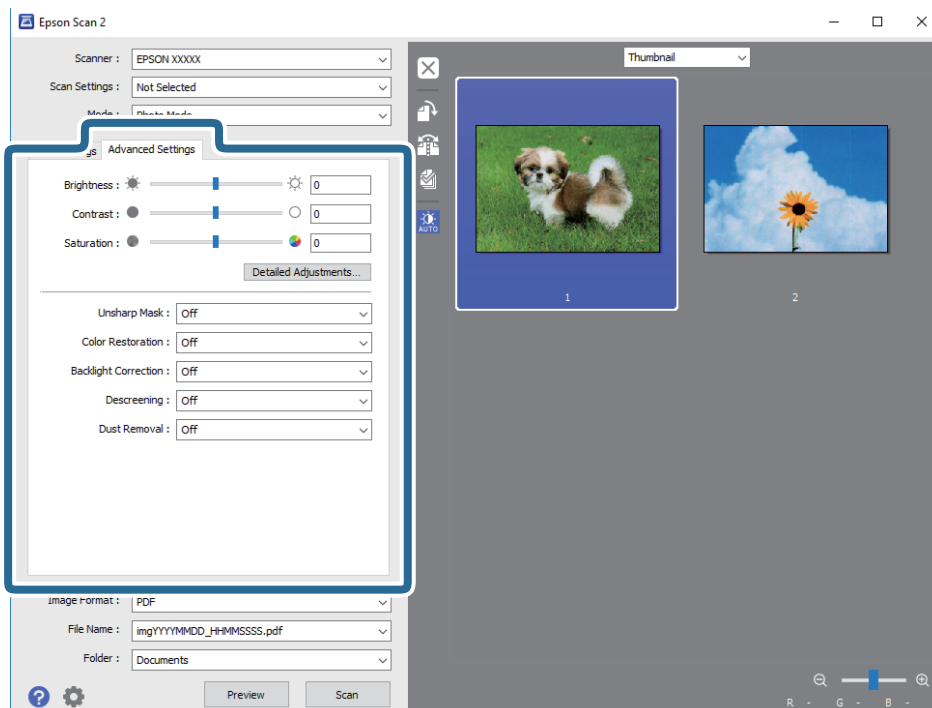 Epson Scan 2
Scanner : EPSON XXXXX
Scan Settings : Not Selected
Mode : Photo Mode
gs Advanced Settings
Brightness : 0
Contrast : 0
Saturation : 0
Detailed Adjustments...
Unsharp Mask : Off
Color Restoration : Off
Backlight Correction : Off
Descreening : Off
Dust Removal : Off
Image Format : PDF
File Name : imgYYYYMMDD_HHMMSSSS.pdf
Folder : Documents
? Preview Scan
Thumbnail
AUTO
1 2
R - G - B -